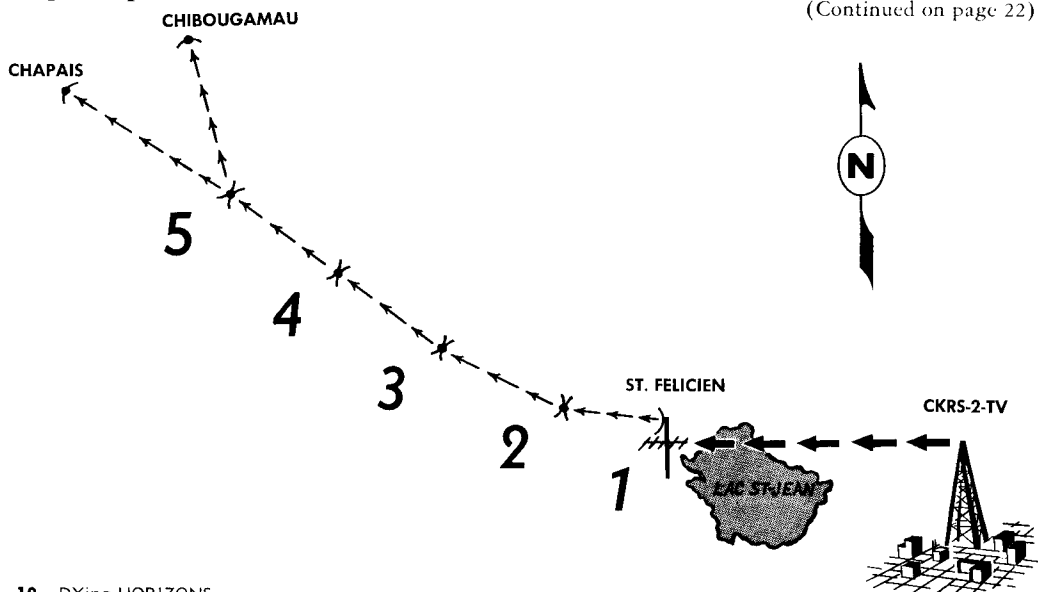 (Continued on page 22)
CHIBOUGAMAU
CHAPAIS
N
5
4
3
2
1
ST. FELICIEN
CKRS-2-TV
LAC ST-JEAN
18 DXing HORIZONS